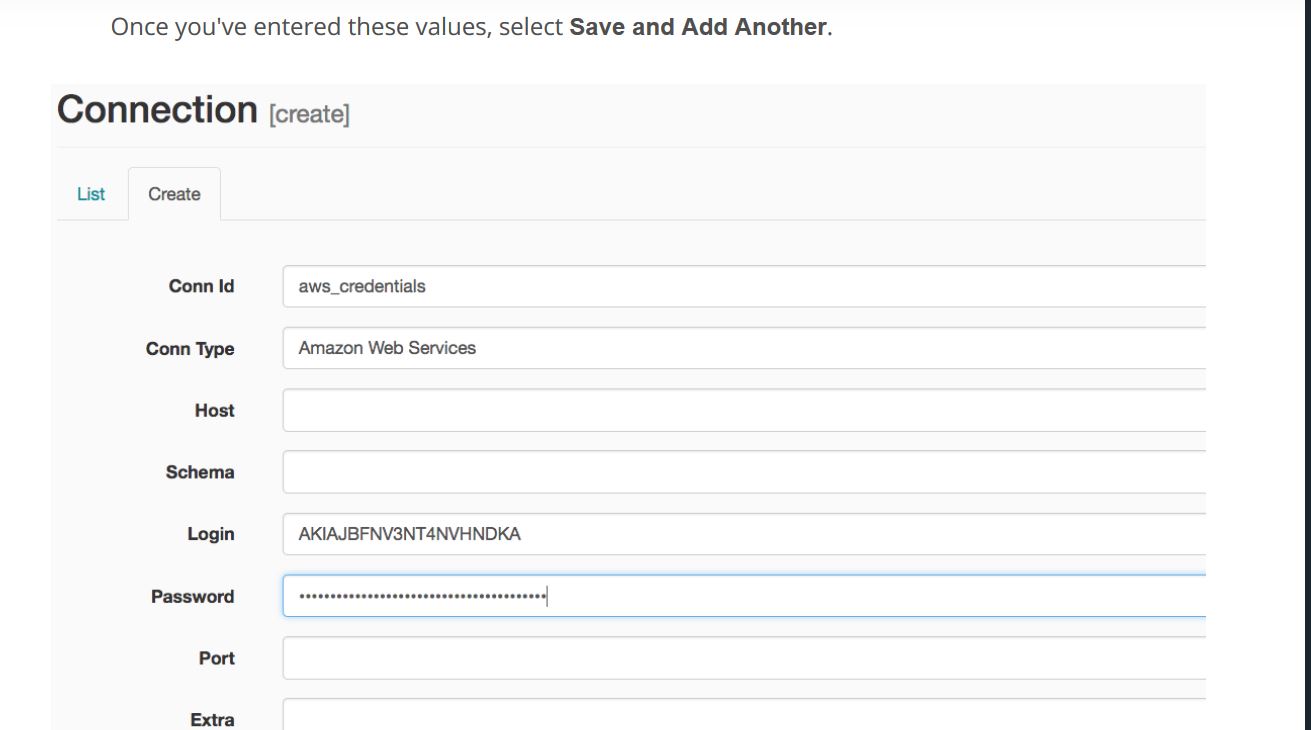 Once you've entered these values, select Save and Add Another.
Connection [create]
List Create
Conn Id aws_credentials
Conn Type Amazon Web Services
Host
Schema
Login AKIAJBFNV3NT4NVHNDKA
Password •••••••••••••••••••••••••••••••••••••••
Port
Extra